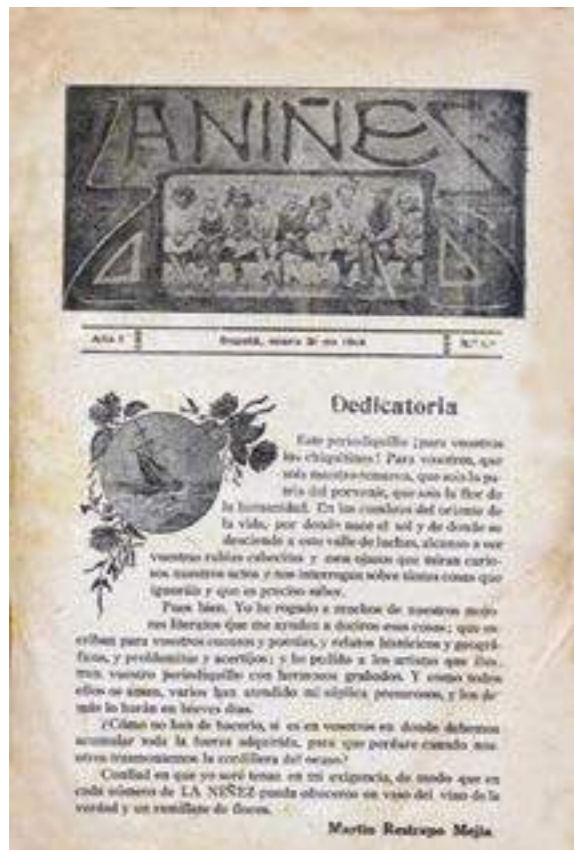 LA NIÑEZ
Año I
Bogotá, enero de
N.º 1.º
Dedicatoria
Este periodiquillo ¡para vosotros
los chiquitines! Para vosotros, que
sois nuestro que sois la pa-
tria del porvenir, que sois la flor de
la humanidad. En las cumbres del oriente de
la vida, por donde nace el sol y de donde se
desciende a este valle de luchas, alcanzo a ver
vuestras rubias cabecitas y esos ojazos que miran curio-
sos nuestros actos y nos interrogan sobre tántas cosas que
ignoráis y que es preciso saber.
Pues bien. Yo he rogado a muchos de nuestros mejo-
res literatos que me ayuden a deciros esas cosas; que es-
criban para vosotros cuentos y poesías, y relatos históricos y geográ-
ficos, y problemitas y acertijos; y he pedido a los artistas que ilus-
tren vuestro periodiquillo con hermosos grabados. Y como todos
ellos os aman, varios han atendido mi súplica presurosos, y los de-
más lo harán en breves días.
¿Cómo no han de hacerlo, si es en vosotros en donde debemos
acumular toda la fuerza adquirida, para que perdure cuando nos-
otros trasmontemos la cordillera del ocaso?
Confiad en que yo seré tenaz en mi exigencia, de modo que en
cada número de LA NIÑEZ pueda ofreceros un vaso del vino de la
verdad y un ramillete de flores.
Martín Restrepo Mejía